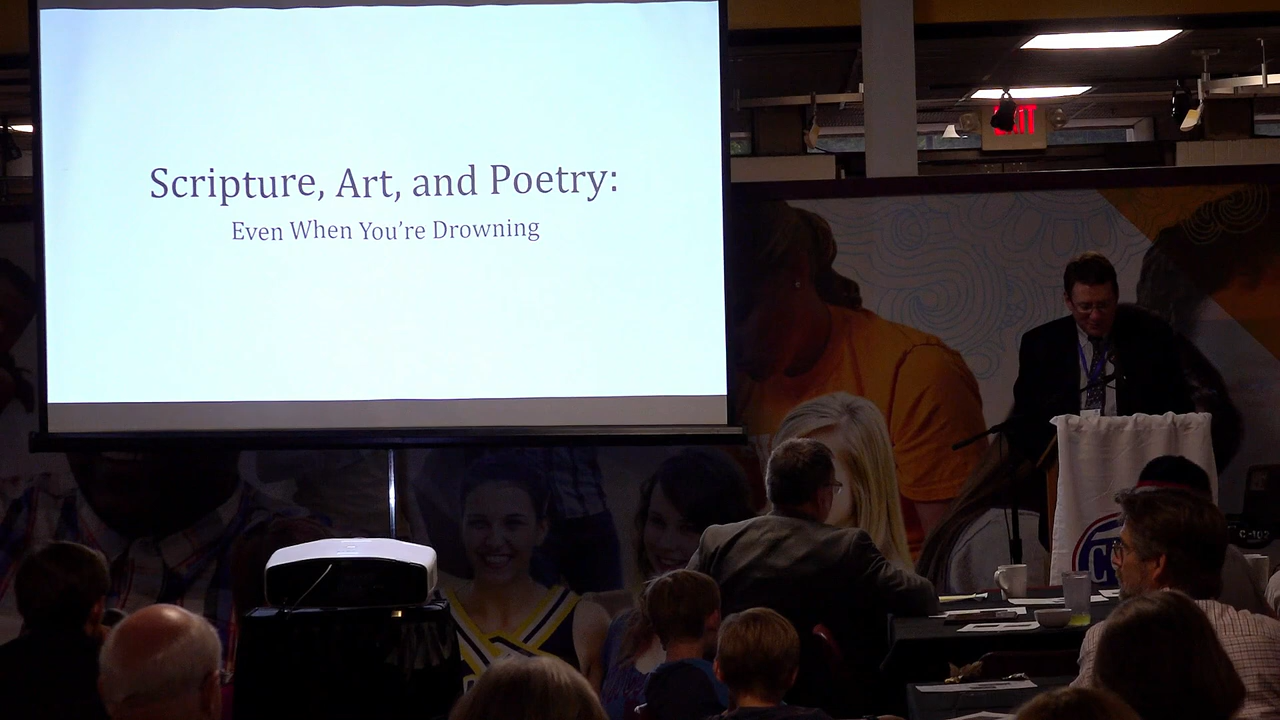 Scripture, Art, and Poetry:
Even When You're Drowning
EXIT